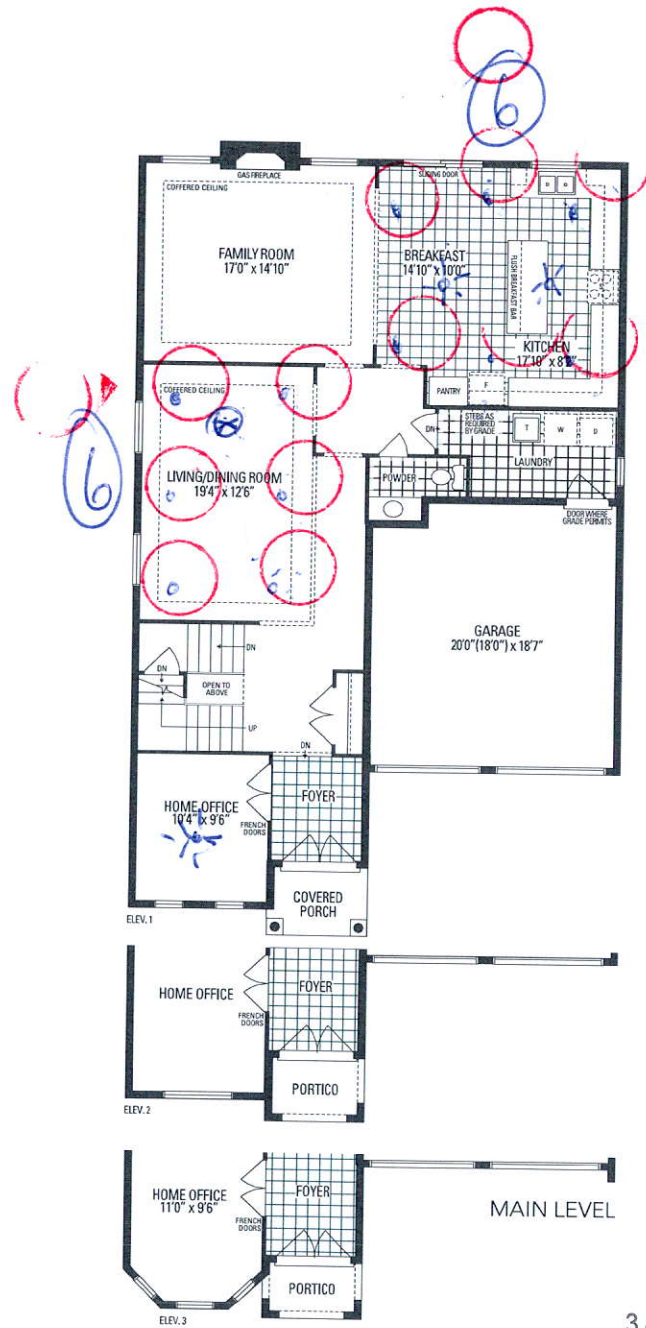 6
GAS FIREPLACE
SLIDING DOOR
COFFERED CEILING
FAMILY ROOM
17'0" x 14'10"
BREAKFAST
14'10" x 10'0"
FLUSH BREAKFAST BAR
KITCHEN
PANTRY
F
COFFERED CEILING
6
LIVING/DINING ROOM
19'4" x 12'6"
DN
STEPS AS
REQUIRED
BY GRADE
T
W
D
LAUNDRY
POWDER
DOOR WHERE
GRADE PERMITS
GARAGE
20'0"(18'0") x 18'7"
DN
DN
OPEN TO
ABOVE
UP
DN
HOME OFFICE
10'4" x 9'6"
FRENCH
DOORS
FOYER
COVERED
PORCH
ELEV. 1
HOME OFFICE
FRENCH
DOORS
FOYER
PORTICO
ELEV. 2
HOME OFFICE
11'0" x 9'6"
FRENCH
DOORS
FOYER
MAIN LEVEL
PORTICO
ELEV. 3